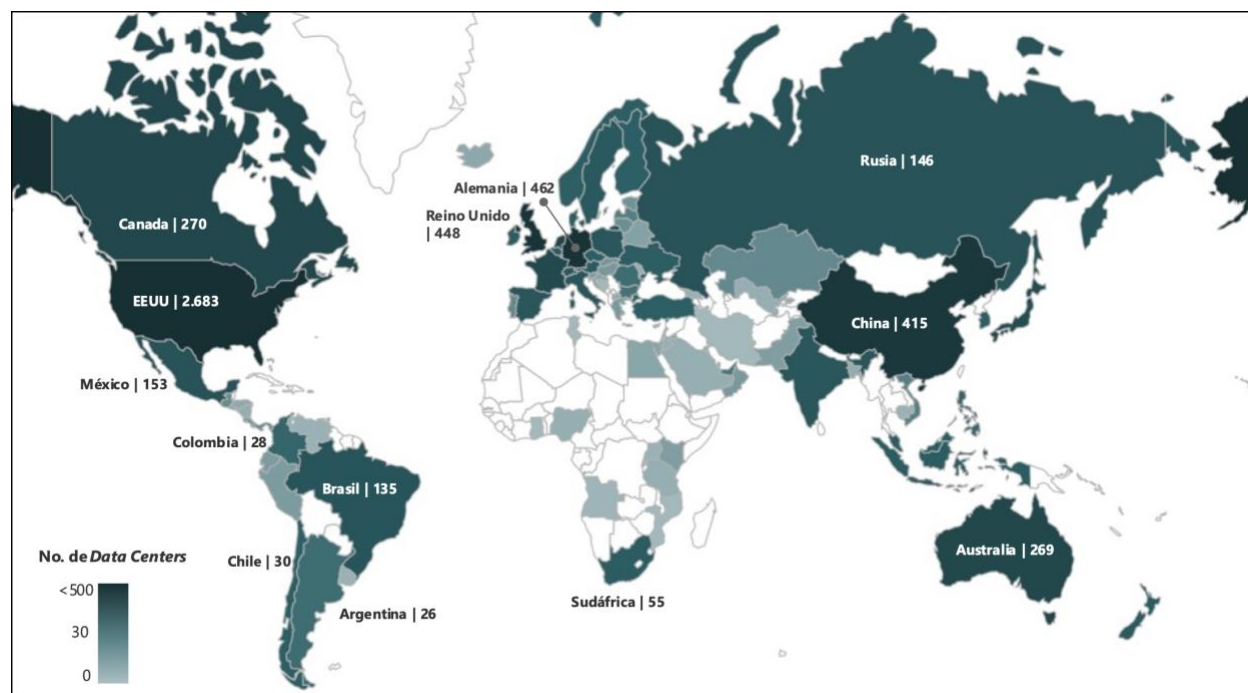 Rusia | 146
Alemania | 462
Reino Unido
| 448
Canada | 270
EEUU | 2.683
China | 415
México | 153
Colombia | 28
Brasil | 135
Australia | 269
No. de Data Centers
Chile | 30
<500
Sudáfrica | 55
Argentina | 26
30
0